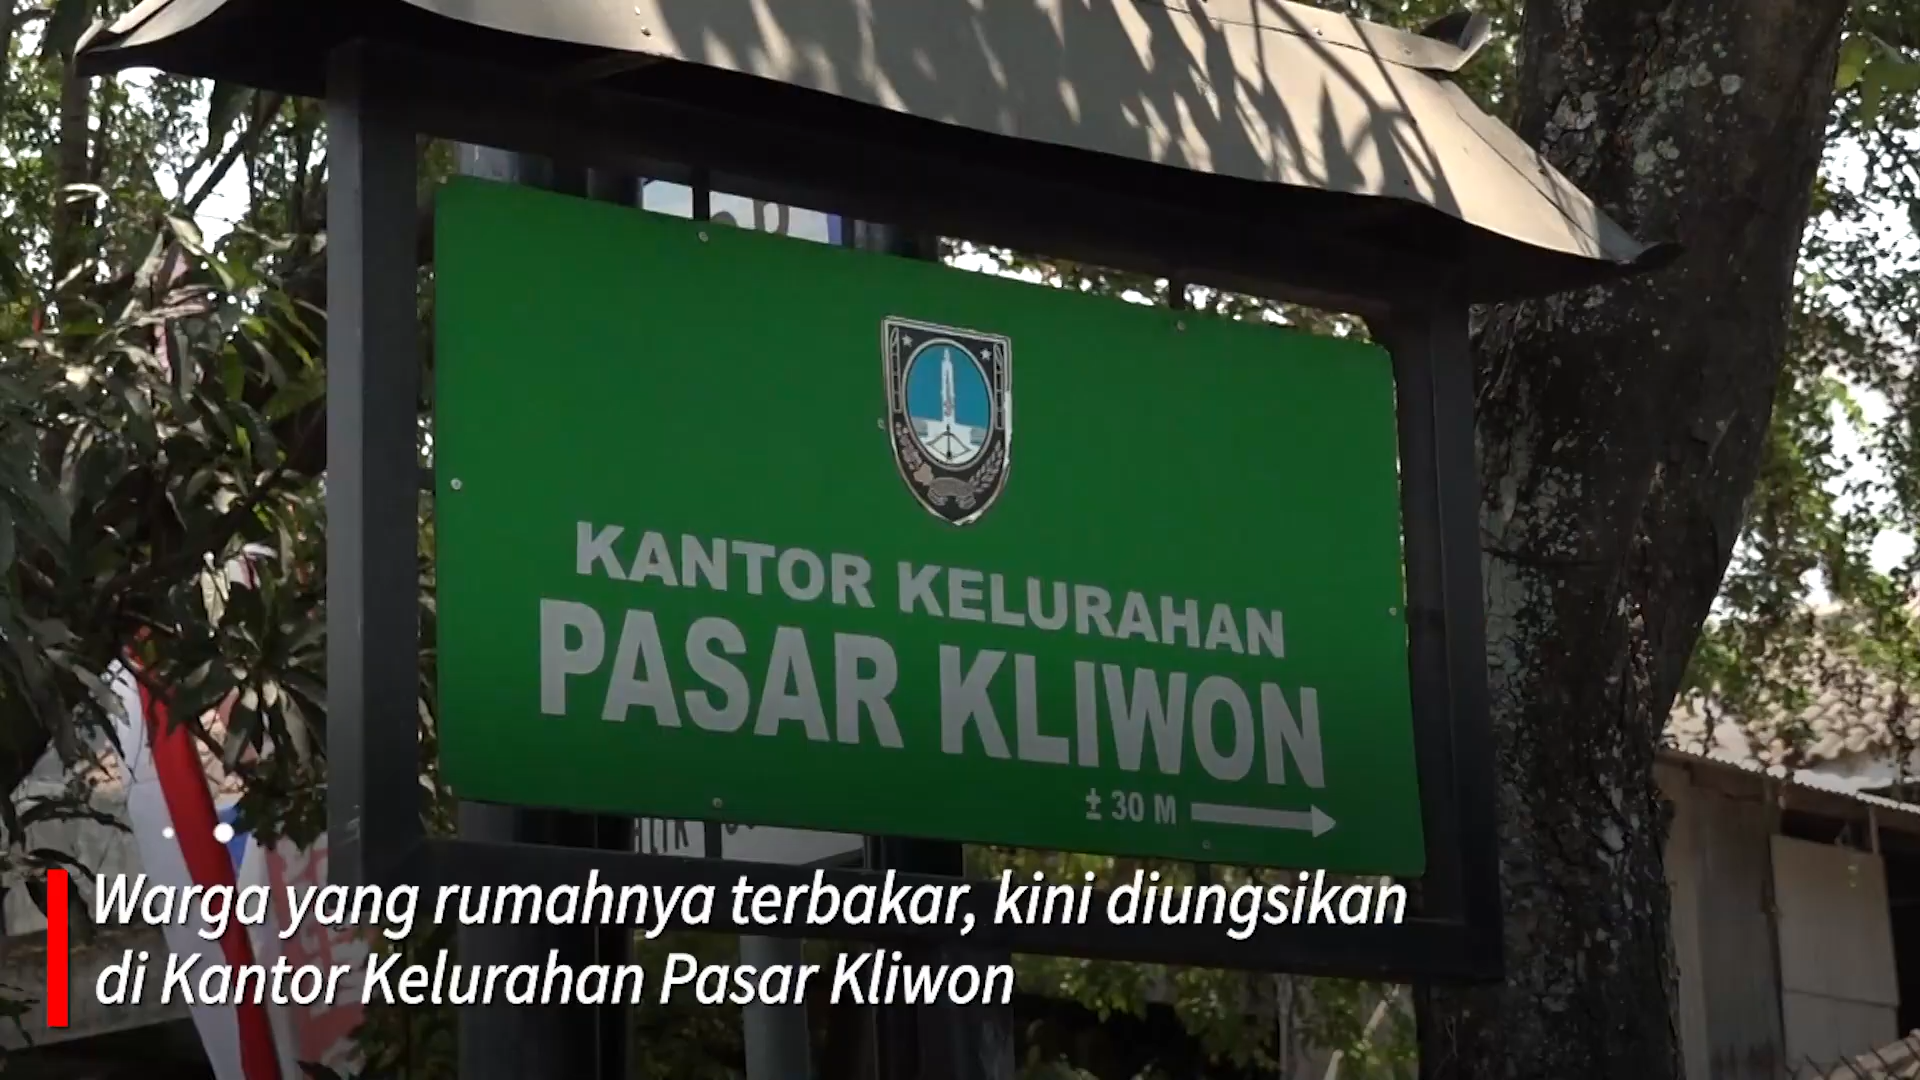 KANTOR KELURAHAN
PASAR KLIWON
± 30 M
Warga yang rumahnya terbakar, kini diungsikan
di Kantor Kelurahan Pasar Kliwon